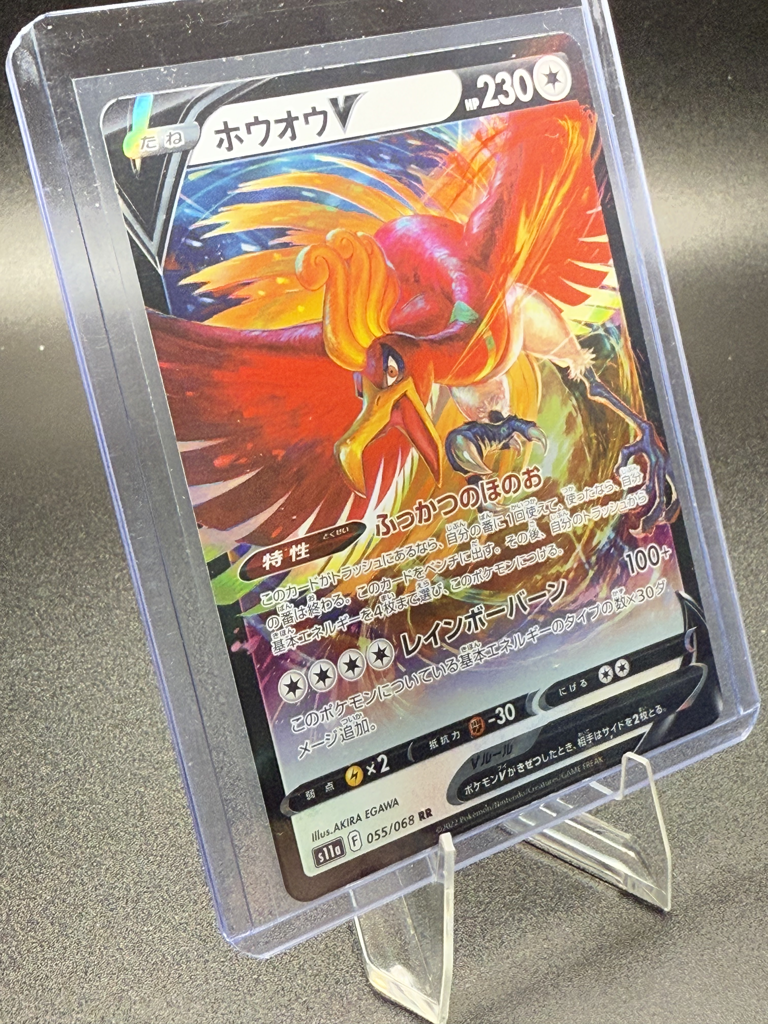 たね ホウオウV HP 230
ふっかつのほのお
特性 とくせい
このカードがトラッシュにあるなら、自分の番に1回使えて、使ったなら、自分
の番は終わる。このカードをベンチに出す。その後、自分のトラッシュから
基本エネルギーを4枚まで選び、このポケモンにつける。
レインボーバーン 100+
このポケモンについている基本エネルギーのタイプの数×30ダ
メージ追加。
弱点 ×2 抵抗力 -30 にげる
Vルール
ポケモンVがきぜつしたとき、相手はサイドを2枚とる。
Illus. AKIRA EGAWA
s11a F 055/068 RR
©2022 Pokémon/Nintendo/Creatures/GAME FREAK